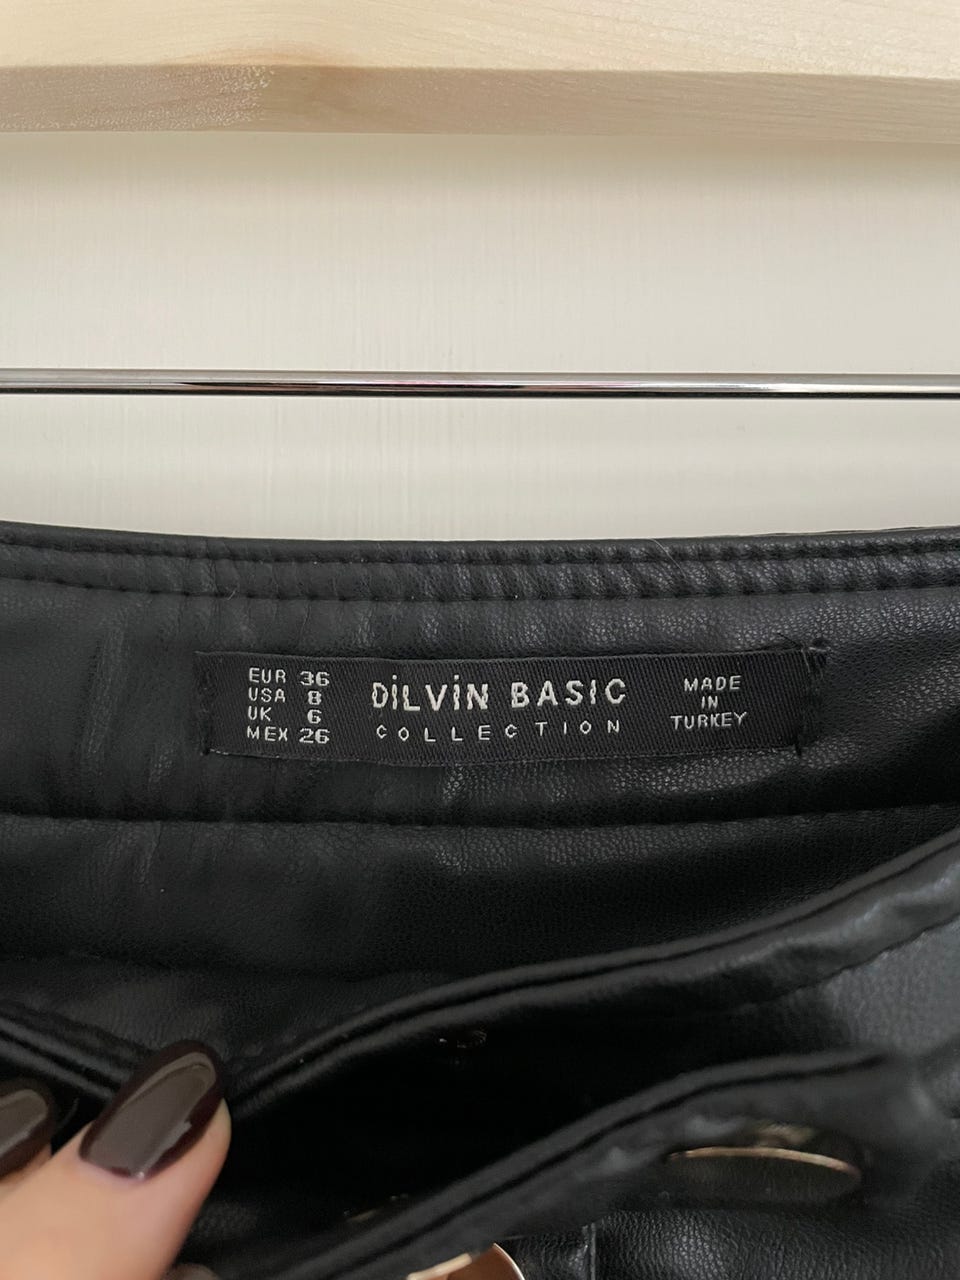 EUR 36
USA 8
UK 6
MEX 26
DİLVİN BASIC
COLLECTION
MADE
IN
TURKEY